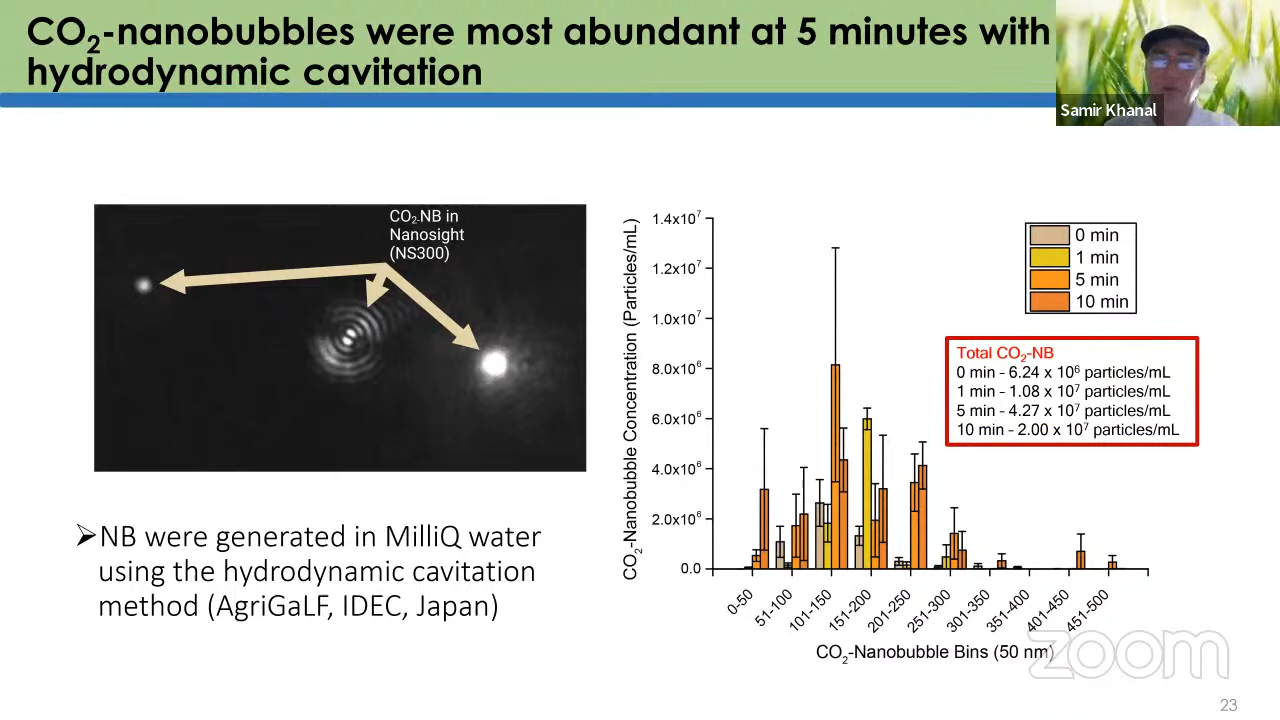 CO₂-nanobubbles were most abundant at 5 minutes with
hydrodynamic cavitation
Samir Khanal
CO₂-NB in
Nanosight
(NS300)
➢NB were generated in MilliQ water
using the hydrodynamic cavitation
method (AgriGaLF, IDEC, Japan)
CO₂-Nanobubble Concentration (Particles/mL)
1.4x10⁷
1.2x10⁷
1.0x10⁷
8.0x10⁶
6.0x10⁶
4.0x10⁶
2.0x10⁶
0.0
0-50
51-100
101-150
151-200
201-250
251-300
301-350
351-400
401-450
451-500
CO₂-Nanobubble Bins (50 nm)
0 min
1 min
5 min
10 min
Total CO₂-NB
0 min - 6.24 x 10⁶ particles/mL
1 min - 1.08 x 10⁷ particles/mL
5 min - 4.27 x 10⁷ particles/mL
10 min - 2.00 x 10⁷ particles/mL
zoom
23